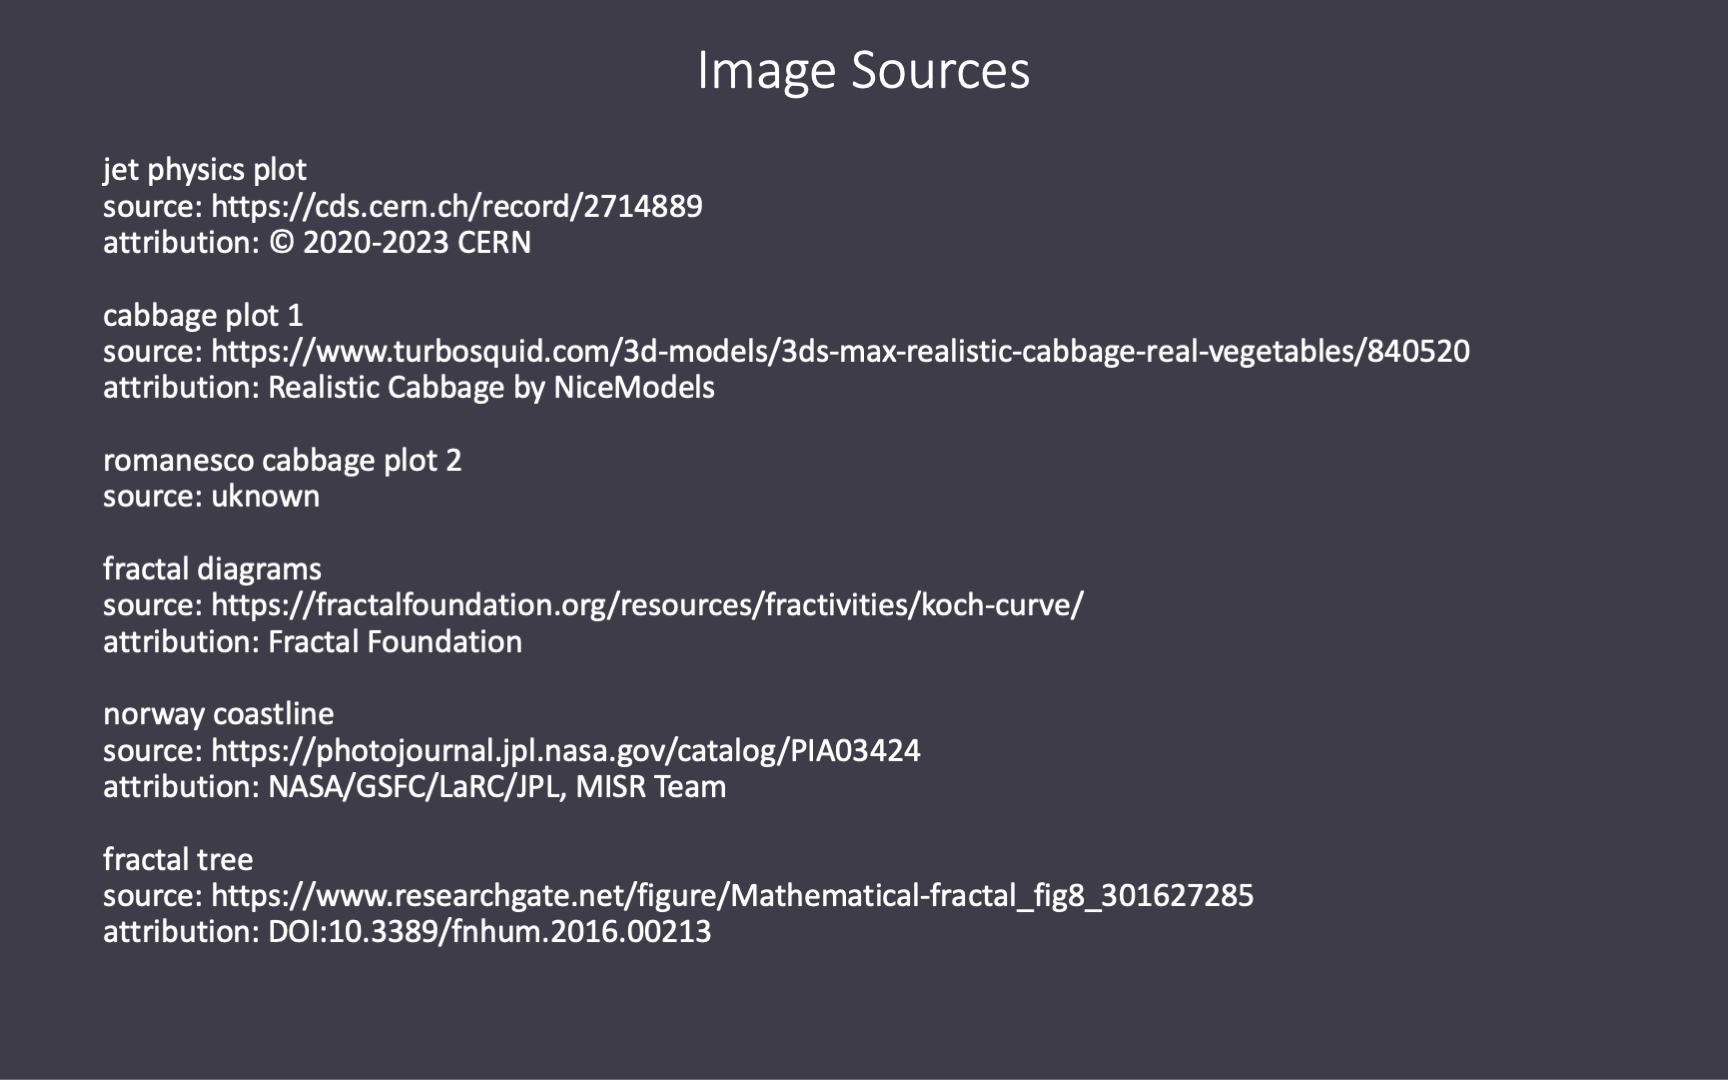 Image Sources
jet physics plot
source: https://cds.cern.ch/record/2714889
attribution: © 2020-2023 CERN
cabbage plot 1
source: https://www.turbosquid.com/3d-models/3ds-max-realistic-cabbage-real-vegetables/840520
attribution: Realistic Cabbage by NiceModels
romanesco cabbage plot 2
source: uknown
fractal diagrams
source: https://fractalfoundation.org/resources/fractivities/koch-curve/
attribution: Fractal Foundation
norway coastline
source: https://photojournal.jpl.nasa.gov/catalog/PIA03424
attribution: NASA/GSFC/LaRC/JPL, MISR Team
fractal tree
source: https://www.researchgate.net/figure/Mathematical-fractal_fig8_301627285
attribution: DOI:10.3389/fnhum.2016.00213